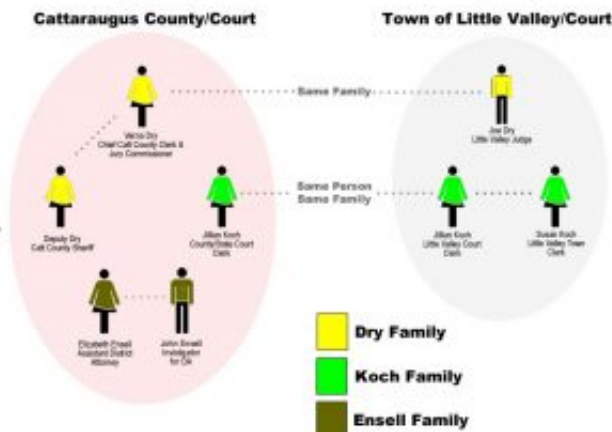 Cattaraugus County/Court
Town of Little Valley/Court
Same Family
Verna Dry
Chief Catt County Clerk &
Jury Commissioner
Joe Dry
Little Valley Judge
Same Person
Same Family
Deputy Dry
Catt County Sheriff
Jillian Koch
County/State Court
Clerk
Jillian Koch
Little Valley Court
Clerk
Susan Koch
Little Valley Town
Clerk
Elizabeth Ensell
Assistant District
Attorney
John Ensell
Investigator
for DA
Dry Family
Koch Family
Ensell Family